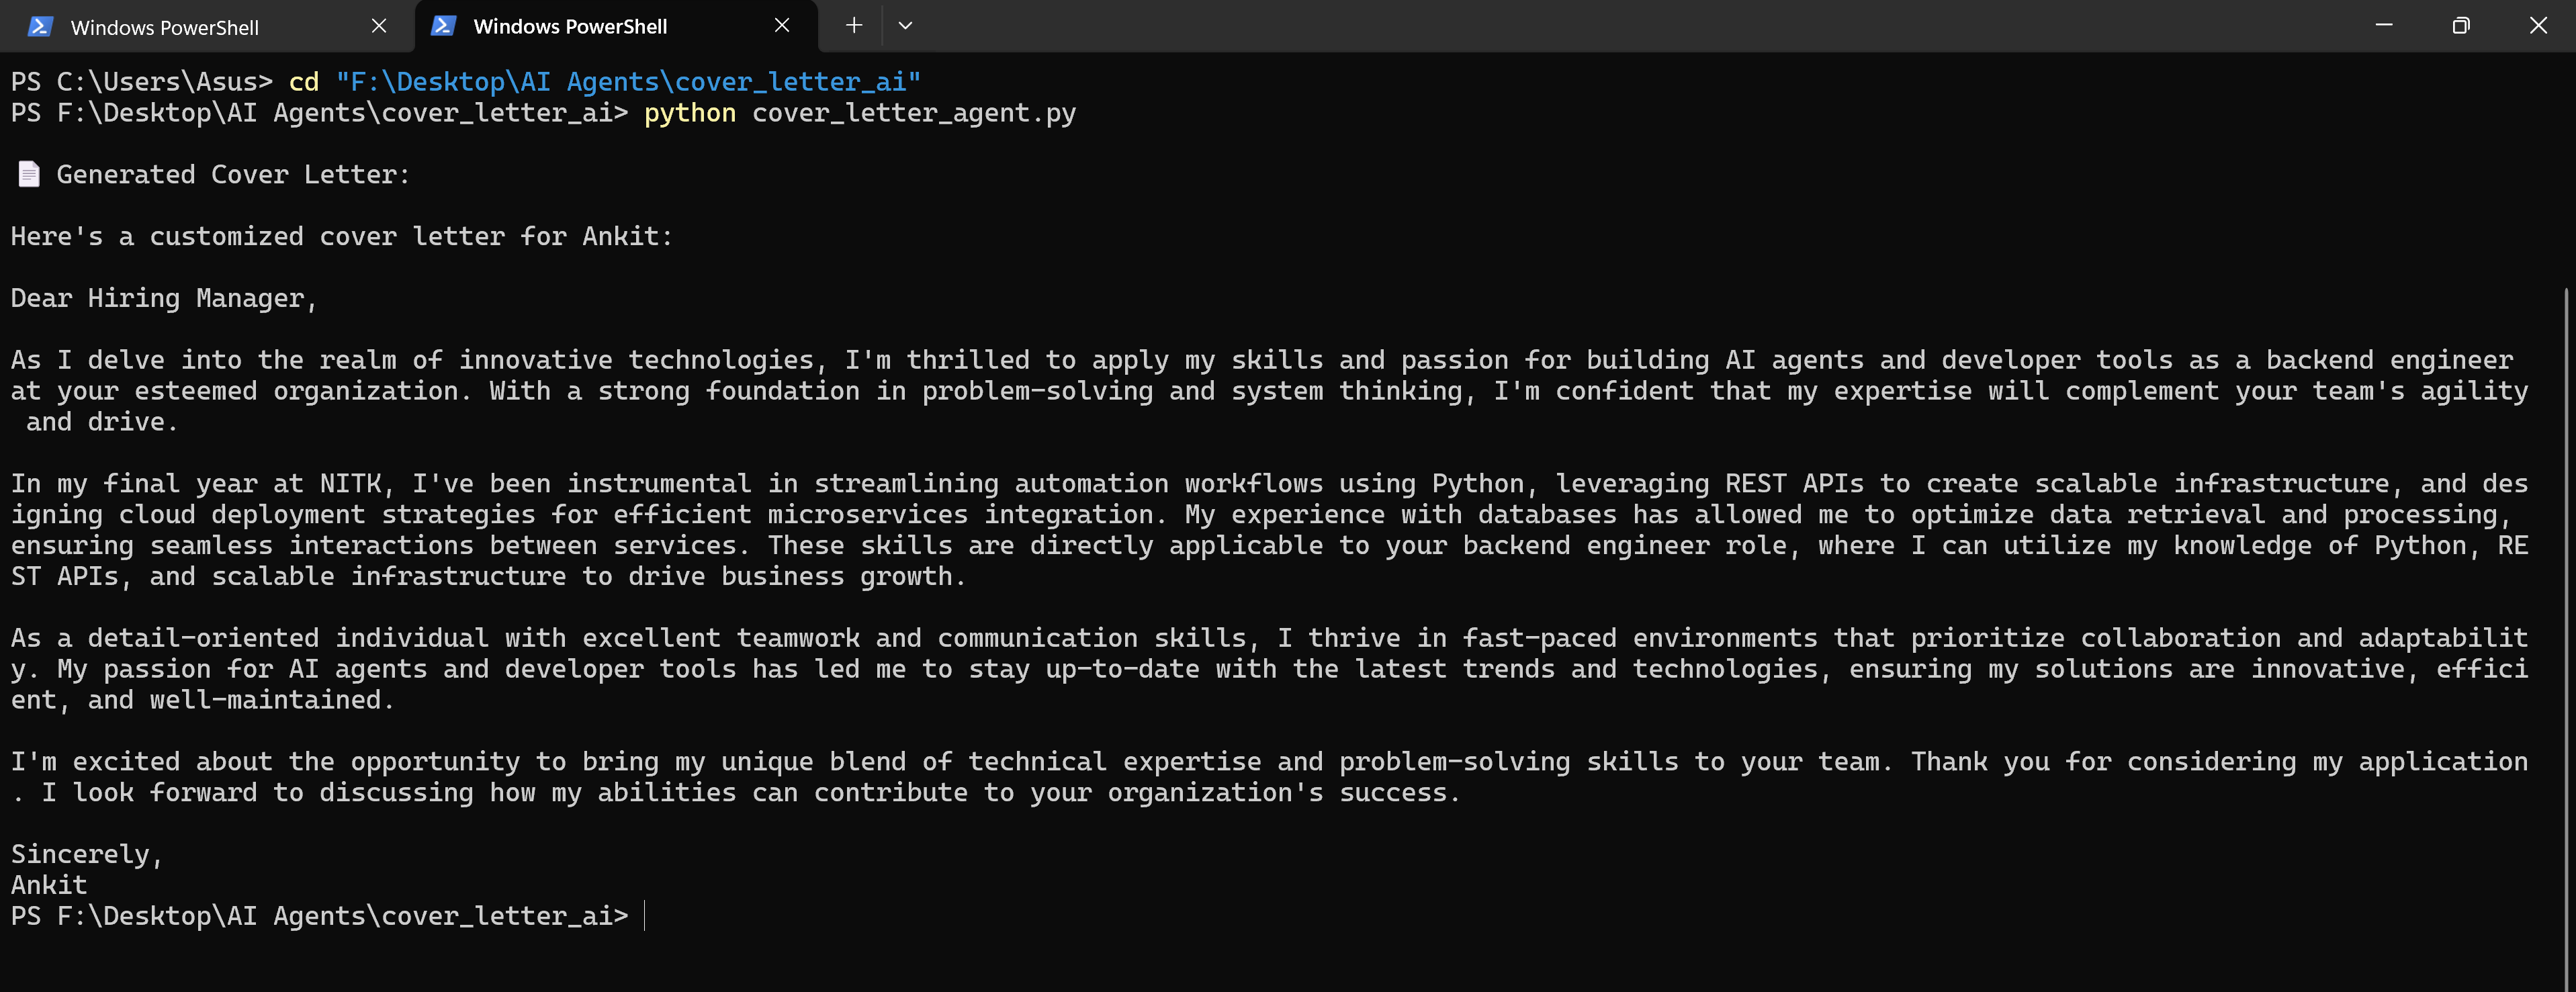 Windows PowerShell
Windows PowerShell
PS C:\Users\Asus> cd "F:\Desktop\AI Agents\cover_letter_ai"
PS F:\Desktop\AI Agents\cover_letter_ai> python cover_letter_agent.py
📄 Generated Cover Letter:
Here's a customized cover letter for Ankit:
Dear Hiring Manager,
As I delve into the realm of innovative technologies, I'm thrilled to apply my skills and passion for building AI agents and developer tools as a backend engineer
at your esteemed organization. With a strong foundation in problem-solving and system thinking, I'm confident that my expertise will complement your team's agility
and drive.
In my final year at NITK, I've been instrumental in streamlining automation workflows using Python, leveraging REST APIs to create scalable infrastructure, and des
igning cloud deployment strategies for efficient microservices integration. My experience with databases has allowed me to optimize data retrieval and processing,
ensuring seamless interactions between services. These skills are directly applicable to your backend engineer role, where I can utilize my knowledge of Python, RE
ST APIs, and scalable infrastructure to drive business growth.
As a detail-oriented individual with excellent teamwork and communication skills, I thrive in fast-paced environments that prioritize collaboration and adaptabilit
y. My passion for AI agents and developer tools has led me to stay up-to-date with the latest trends and technologies, ensuring my solutions are innovative, effici
ent, and well-maintained.
I'm excited about the opportunity to bring my unique blend of technical expertise and problem-solving skills to your team. Thank you for considering my application
. I look forward to discussing how my abilities can contribute to your organization's success.
Sincerely,
Ankit
PS F:\Desktop\AI Agents\cover_letter_ai>